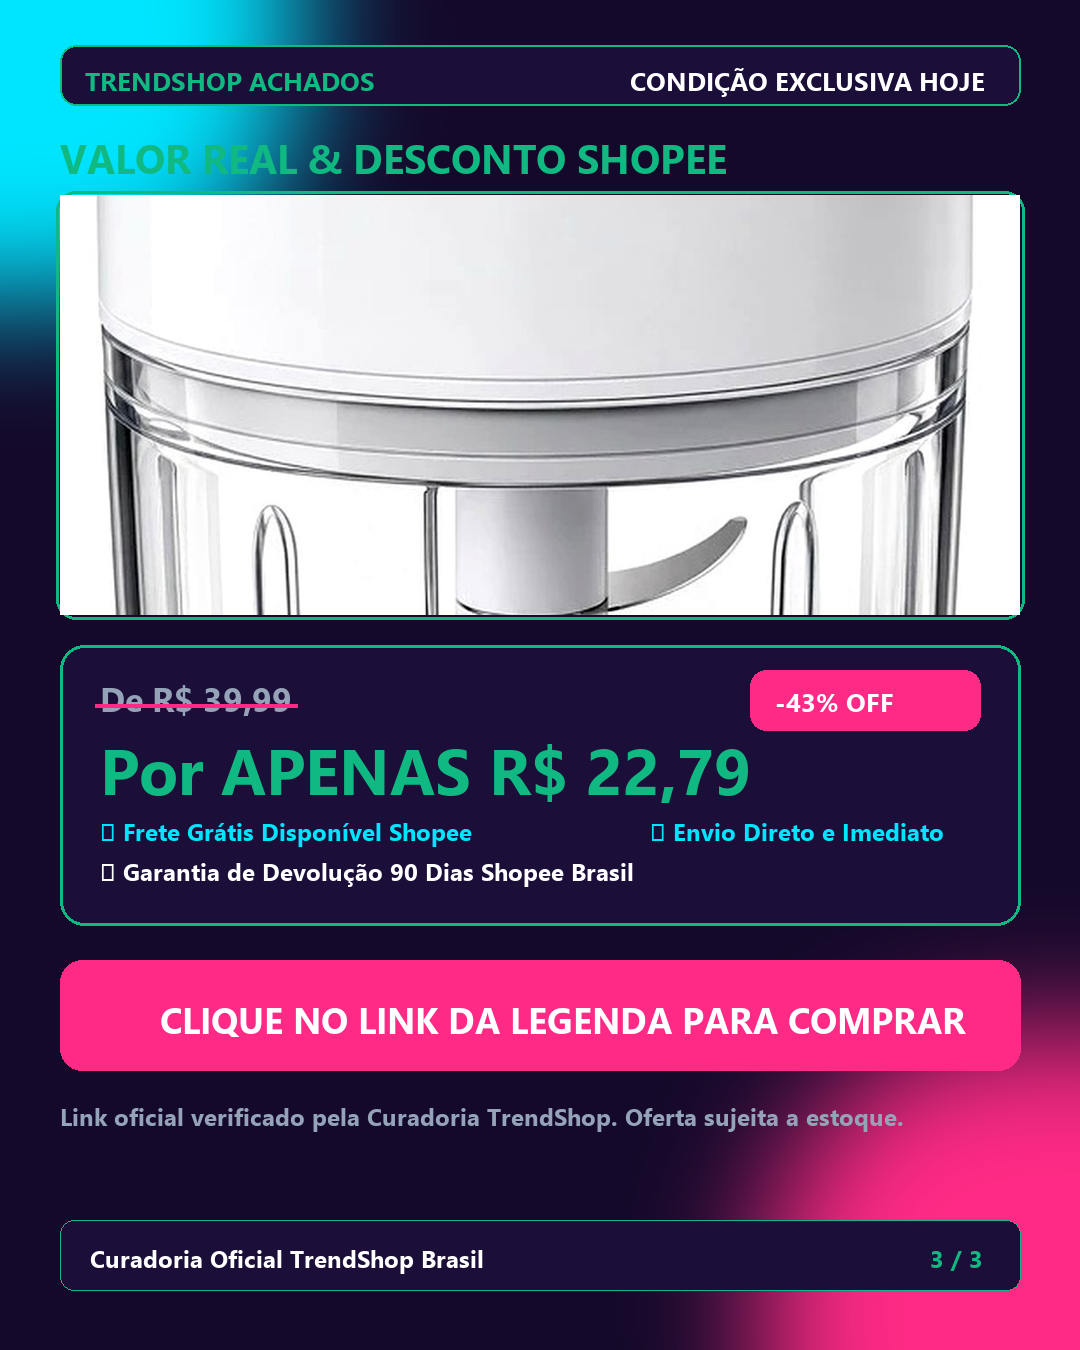 TRENDSHOP ACHADOS
CONDIÇÃO EXCLUSIVA HOJE
VALOR REAL & DESCONTO SHOPEE
De R$ 39,99
-43% OFF
Por APENAS R$ 22,79
Frete Grátis Disponível Shopee
Envio Direto e Imediato
Garantia de Devolução 90 Dias Shopee Brasil
CLIQUE NO LINK DA LEGENDA PARA COMPRAR
Link oficial verificado pela Curadoria TrendShop. Oferta sujeita a estoque.
Curadoria Oficial TrendShop Brasil
3 / 3